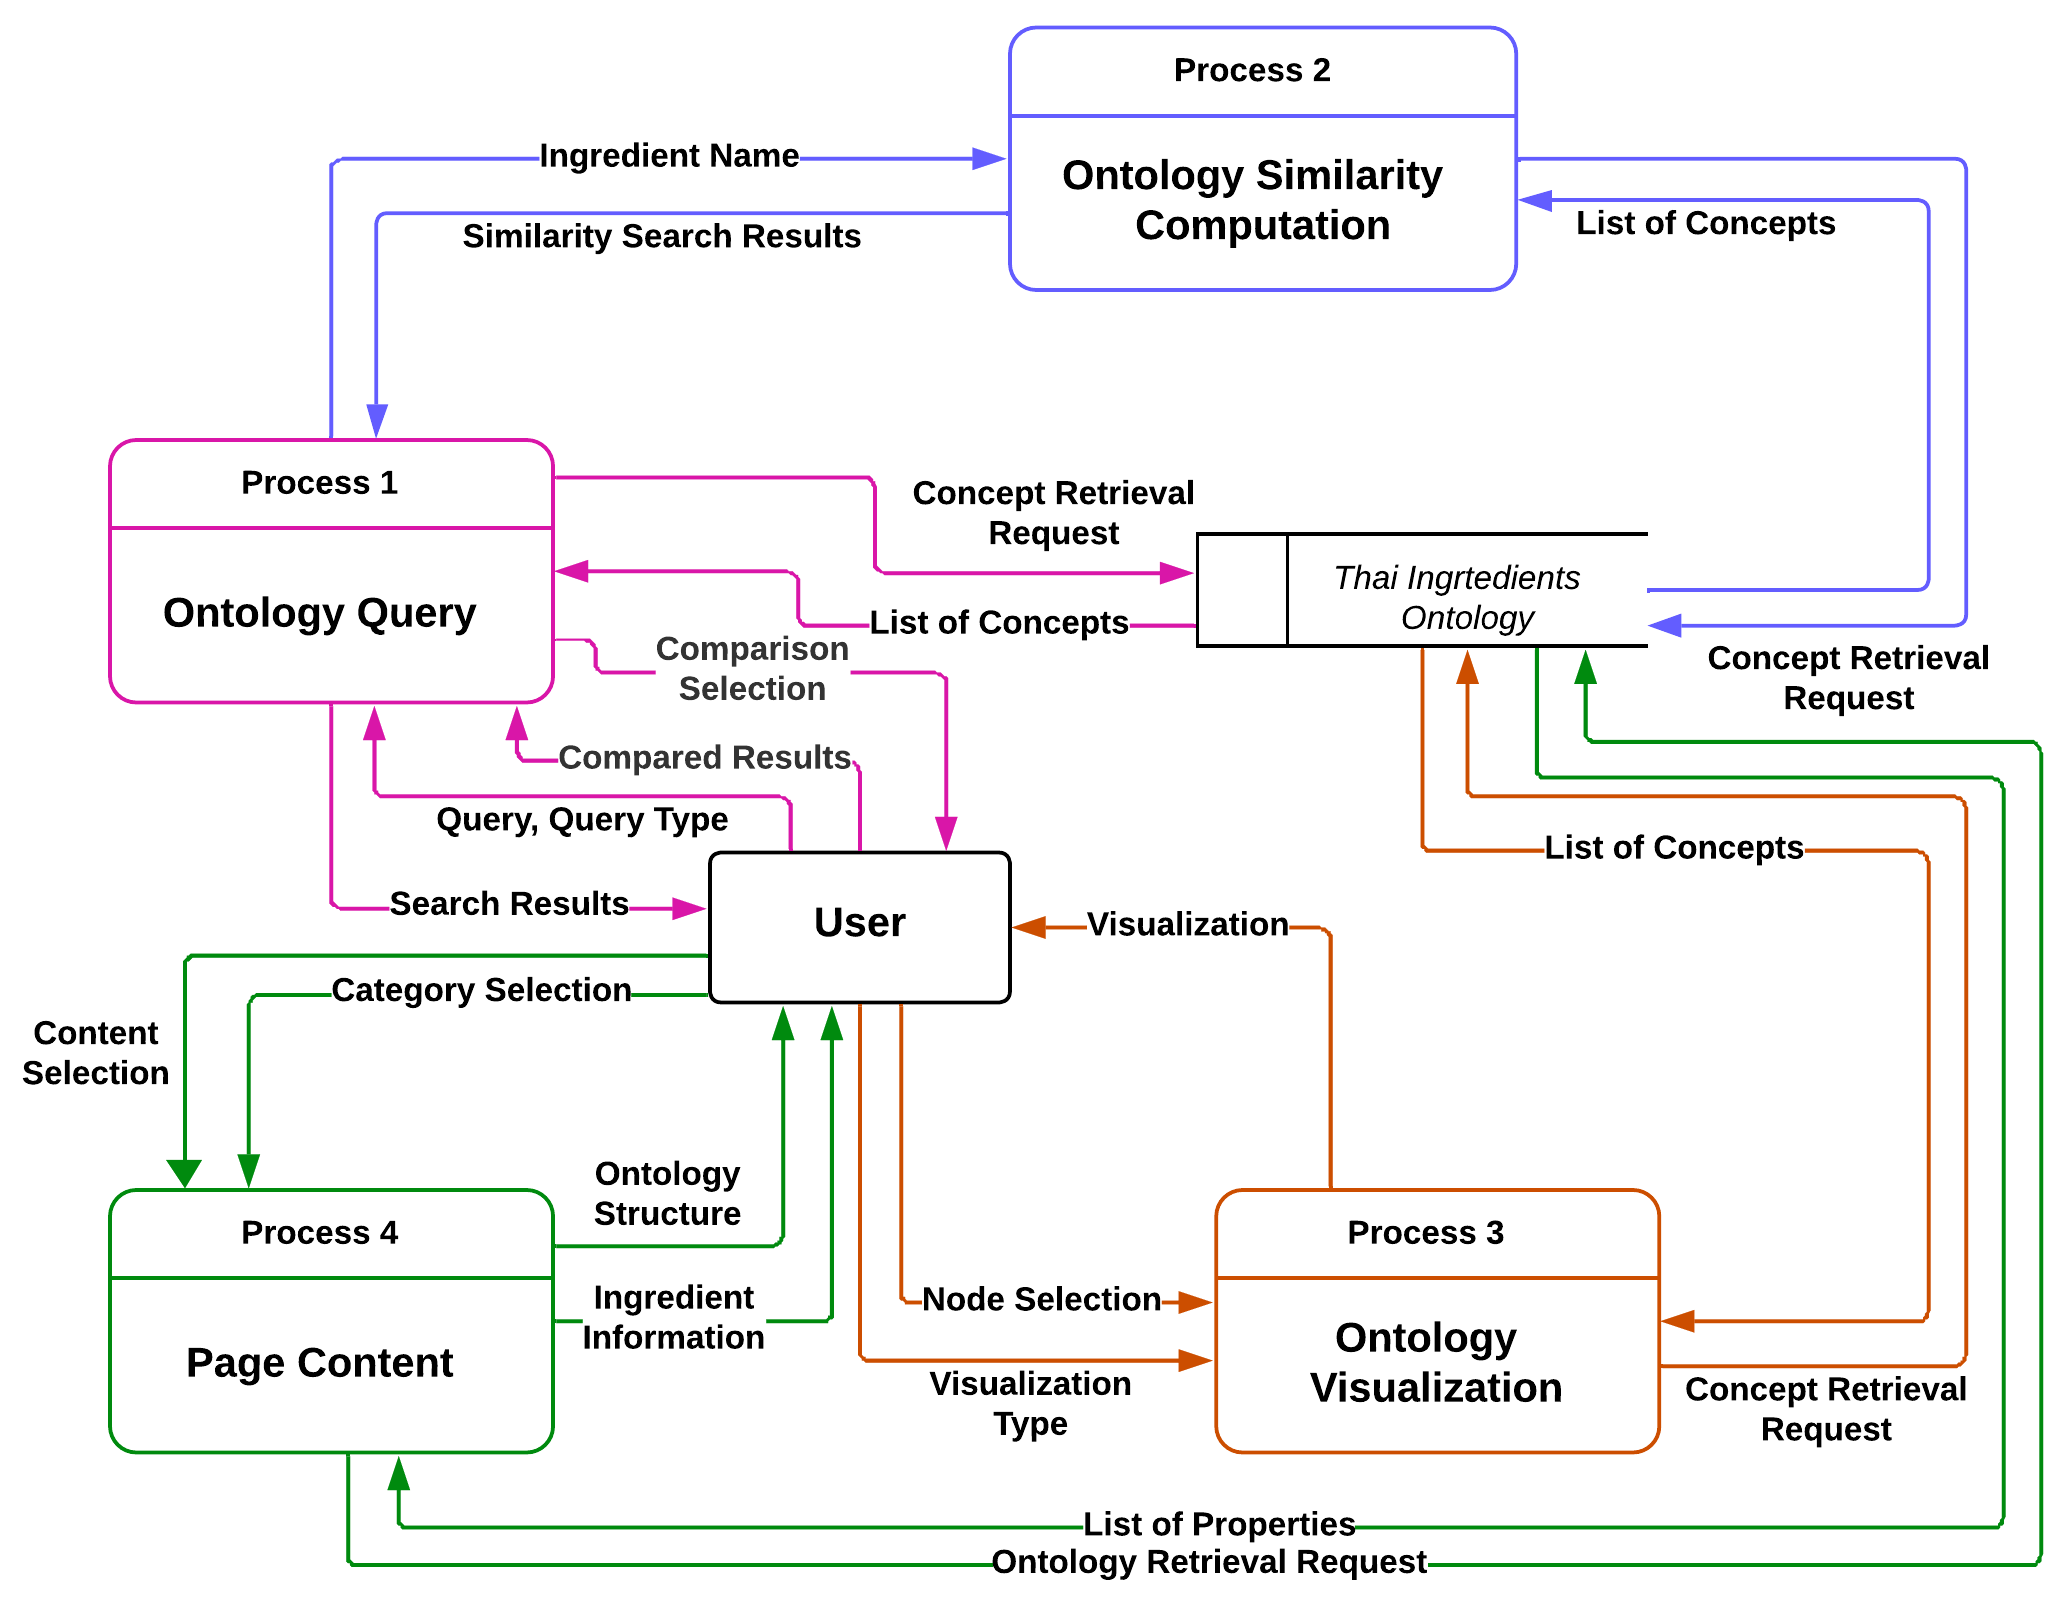 Process 2
Ontology Similarity
Computation
Ingredient Name
Similarity Search Results
List of Concepts
Process 1
Ontology Query
Concept Retrieval
Request
Thai Ingrtedients
Ontology
List of Concepts
Comparison
Selection
Concept Retrieval
Request
Compared Results
Query, Query Type
List of Concepts
Search Results
User
Visualization
Category Selection
Content
Selection
Ontology
Structure
Process 4
Page Content
Ingredient
Information
Node Selection
Visualization
Type
Process 3
Ontology
Visualization
Concept Retrieval
Request
List of Properties
Ontology Retrieval Request